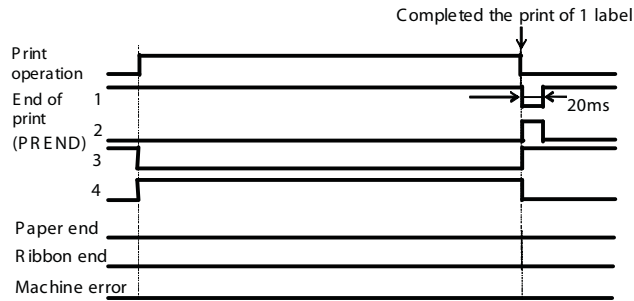 Completed the print of 1 label
Print
operation
End of
print
(PREND)
1
20ms
2
3
4
Paper end
Ribbon end
Machine error